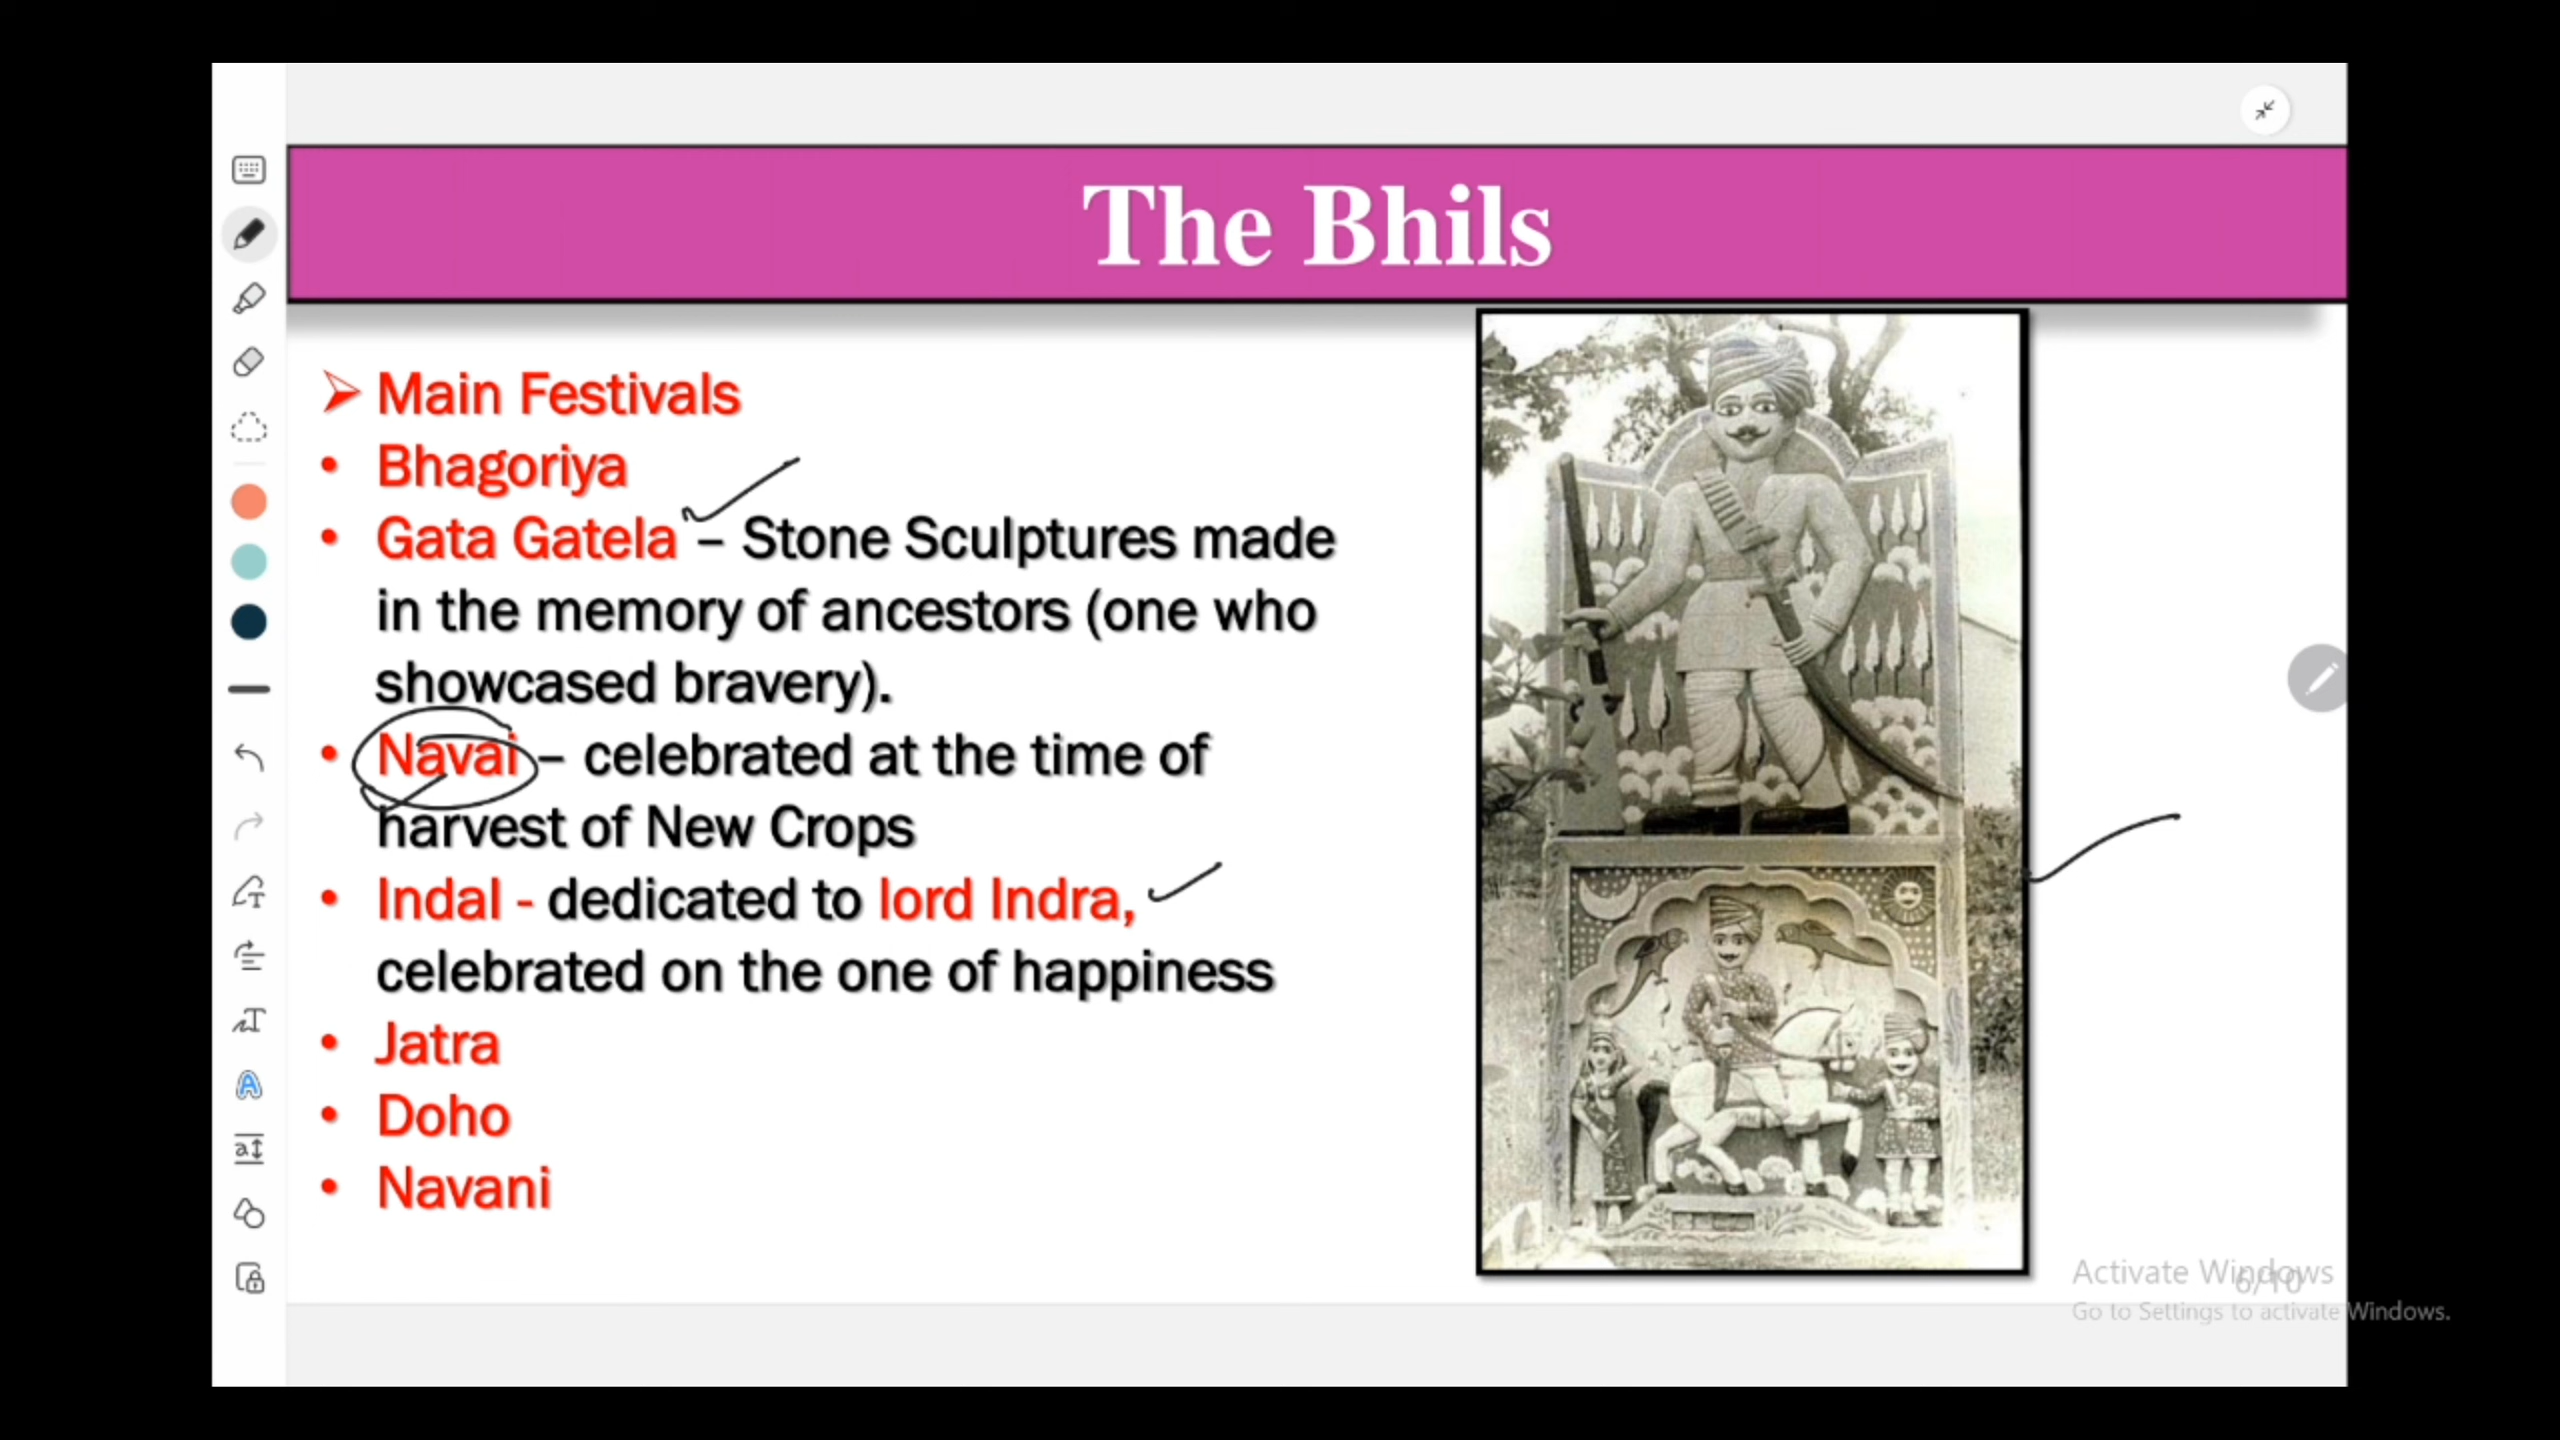 The Bhils
➢ Main Festivals
• Bhagoriya
• Gata Gatela – Stone Sculptures made
in the memory of ancestors (one who
showcased bravery).
• Navai – celebrated at the time of
harvest of New Crops
• Indal - dedicated to lord Indra,
celebrated on the one of happiness
• Jatra
• Doho
• Navani
Activate Windows
6/10
Go to Settings to activate Windows.